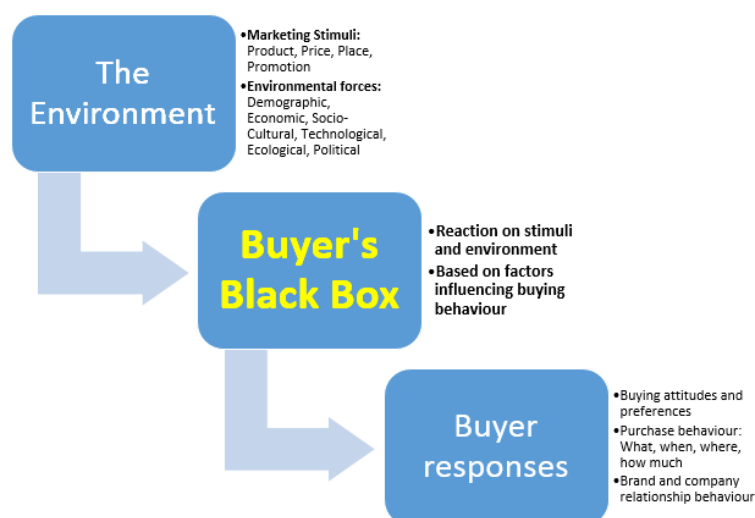 The
Environment
•Marketing Stimuli:
Product, Price, Place,
Promotion
•Environmental forces:
Demographic,
Economic, Socio-
Cultural, Technological,
Ecological, Political
Buyer's
Black Box
•Reaction on stimuli
and environment
•Based on factors
influencing buying
behaviour
Buyer
responses
•Buying attitudes and
preferences
•Purchase behaviour:
What, when, where,
how much
•Brand and company
relationship behaviour